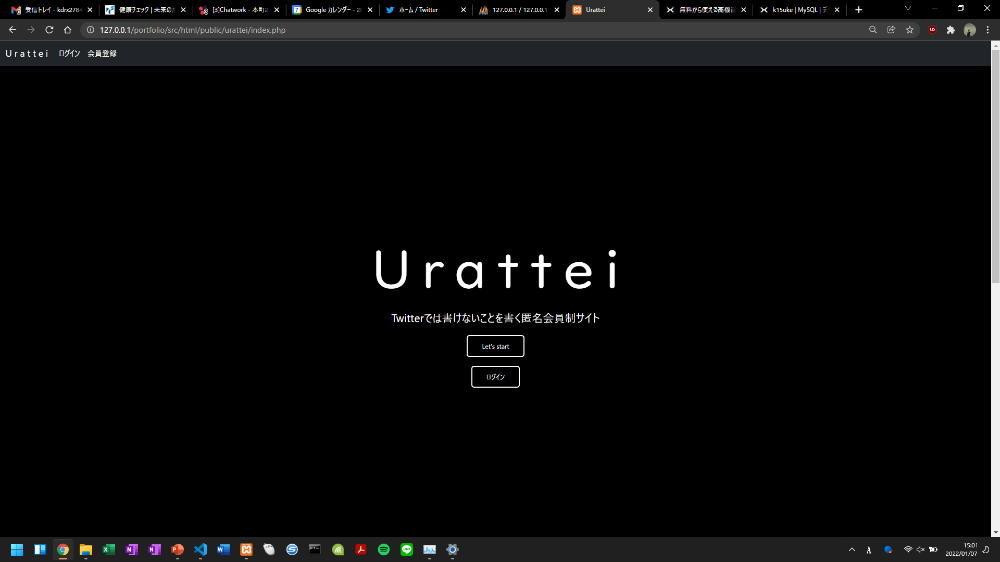 受信トレイ - kdrx2784
健康チェック | 未来のか
[3]Chatwork - 本町2
Google カレンダー - 20
ホーム / Twitter
127.0.0.1 / 127.0.0.1
Urattei
無料から使える高機能
k15uke | MySQL | デ
127.0.0.1/portfolio/src/html/public/urattei/index.php
Urattei ログイン 会員登録
Urattei
Twitterでは書けないことを書く匿名会員制サイト
Let's start
ログイン
A
15:01
2022/01/07